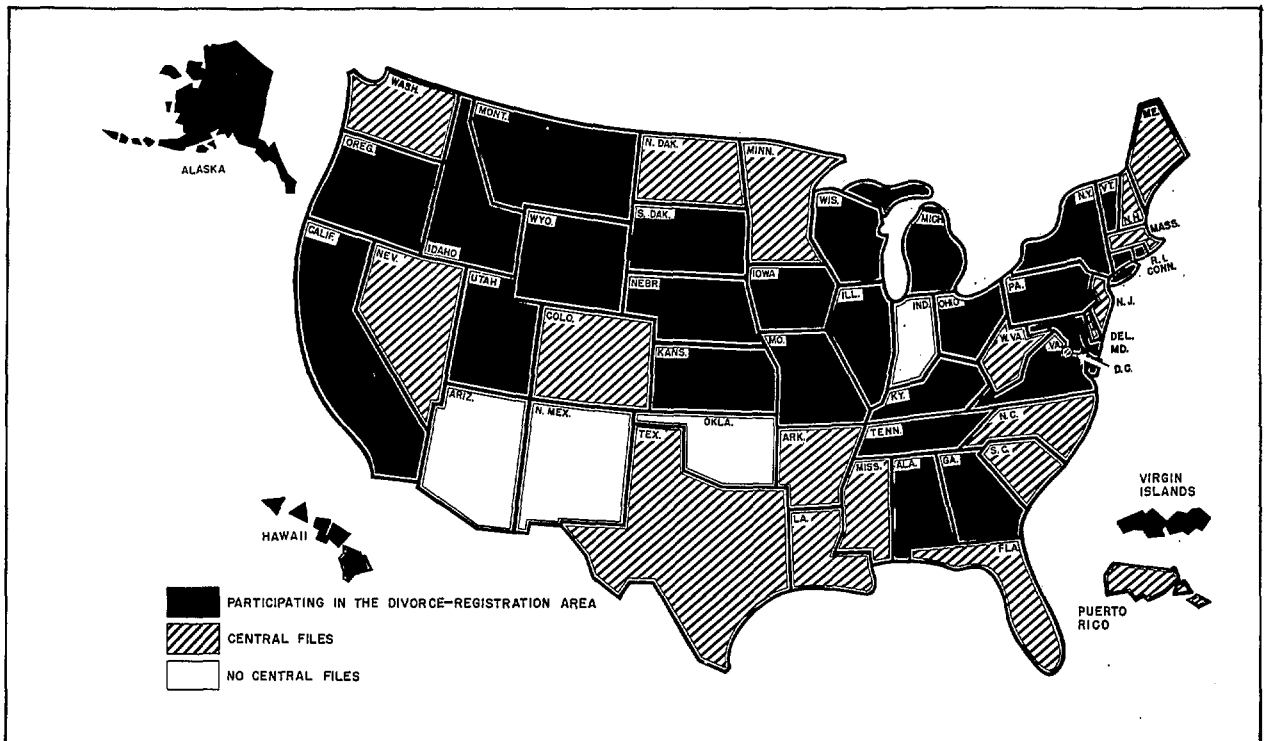 WASH.
MONT.
N. DAK.
MINN.
ME.
OREG.
ALASKA
IDAHO
WYO.
S. DAK.
WIS.
MICH.
N.Y.
VT.
N.H.
MASS.
R.I.
CONN.
CALIF.
NEV.
UTAH
NEBR.
IOWA
ILL.
IND.
OHIO
PA.
N.J.
COLO.
KANS.
MO.
KY.
W.VA.
VA.
DEL.
MD.
D.C.
ARIZ.
N. MEX.
OKLA.
TEX.
ARK.
TENN.
N.C.
S.C.
MISS.
ALA.
GA.
LA.
FLA.
VIRGIN
ISLANDS
HAWAII
PUERTO
RICO
PARTICIPATING IN THE DIVORCE-REGISTRATION AREA
CENTRAL FILES
NO CENTRAL FILES